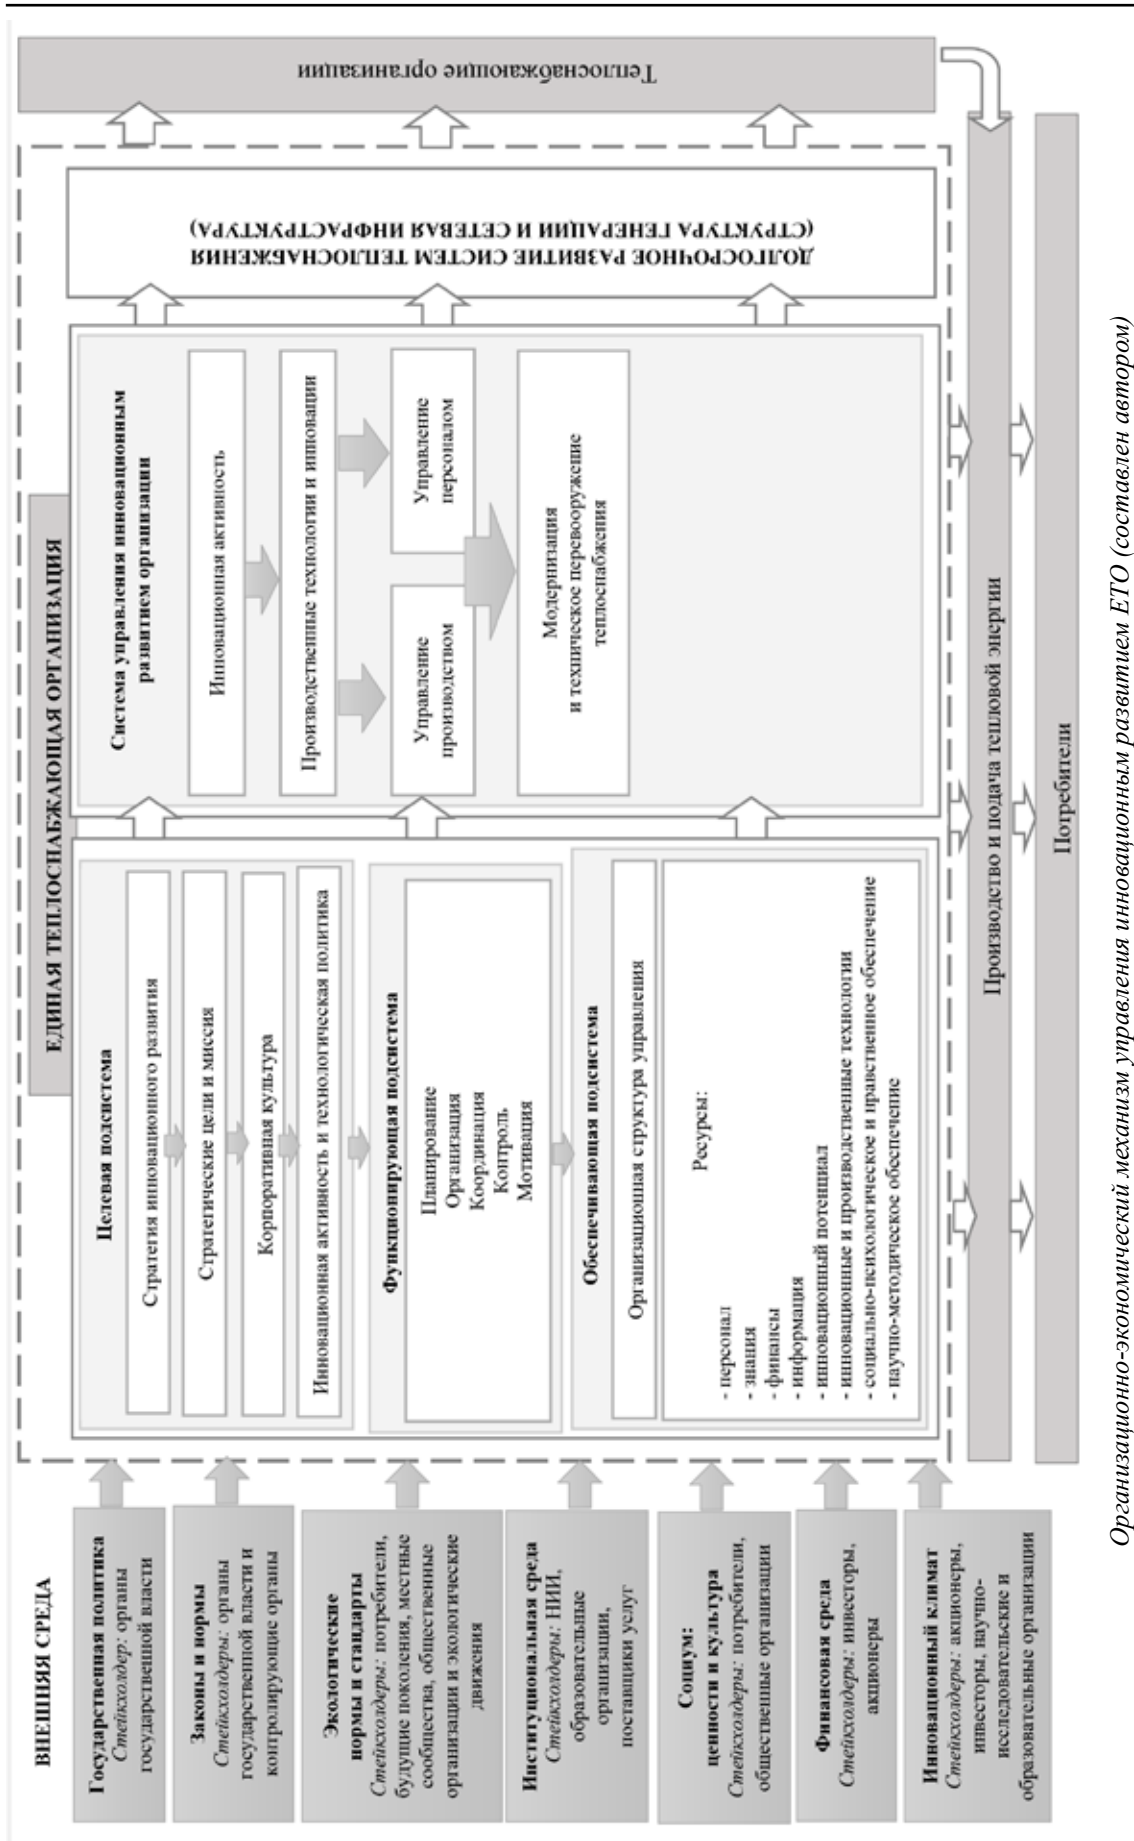 ВНЕШНЯЯ СРЕДА
Государственная политика
Стейкхолдер: органы
государственной власти
Законы и нормы
Стейкхолдеры: органы
государственной власти и
контролирующие органы
Экологические
нормы и стандарты
Стейкхолдеры: потребители,
будущие поколения, местные
сообщества, общественные
организации и экологические
движения
Институциональная среда
Стейкхолдеры: НИИ,
образовательные
организации,
поставщики услуг
Социум:
ценности и культура
Стейкхолдеры: потребители,
общественные организации
Финансовая среда
Стейкхолдеры: инвесторы,
акционеры
Инновационный климат
Стейкхолдеры: акционеры,
инвесторы, научно-
исследовательские и
образовательные организации
ЕДИНАЯ ТЕПЛОСНАБЖАЮЩАЯ ОРГАНИЗАЦИЯ
Целевая подсистема
Стратегия инновационного развития
Стратегические цели и миссия
Корпоративная культура
Инновационная активность и технологическая политика
Функционирующая подсистема
Планирование
Организация
Координация
Контроль
Мотивация
Обеспечивающая подсистема
Организационная структура управления
Ресурсы:
- персонал
- знания
- финансы
- информация
- инновационный потенциал
- инновационные и производственные технологии
- социально-психологическое и нравственное обеспечение
- научно-методическое обеспечение
Система управления инновационным
развитием организации
Инновационная активность
Производственные технологии и инновации
Управление
производством
Управление
персоналом
Модернизация
и техническое перевооружение
теплоснабжения
ДОЛГОСРОЧНОЕ РАЗВИТИЕ СИСТЕМ ТЕПЛОСНАБЖЕНИЯ
(СТРУКТУРА ГЕНЕРАЦИИ И СЕТЕВАЯ ИНФРАСТРУКТУРА)
Теплоснабжающие организации
Производство и подача тепловой энергии
Потребители
Организационно-экономический механизм управления инновационным развитием ЕТО (составлен автором)